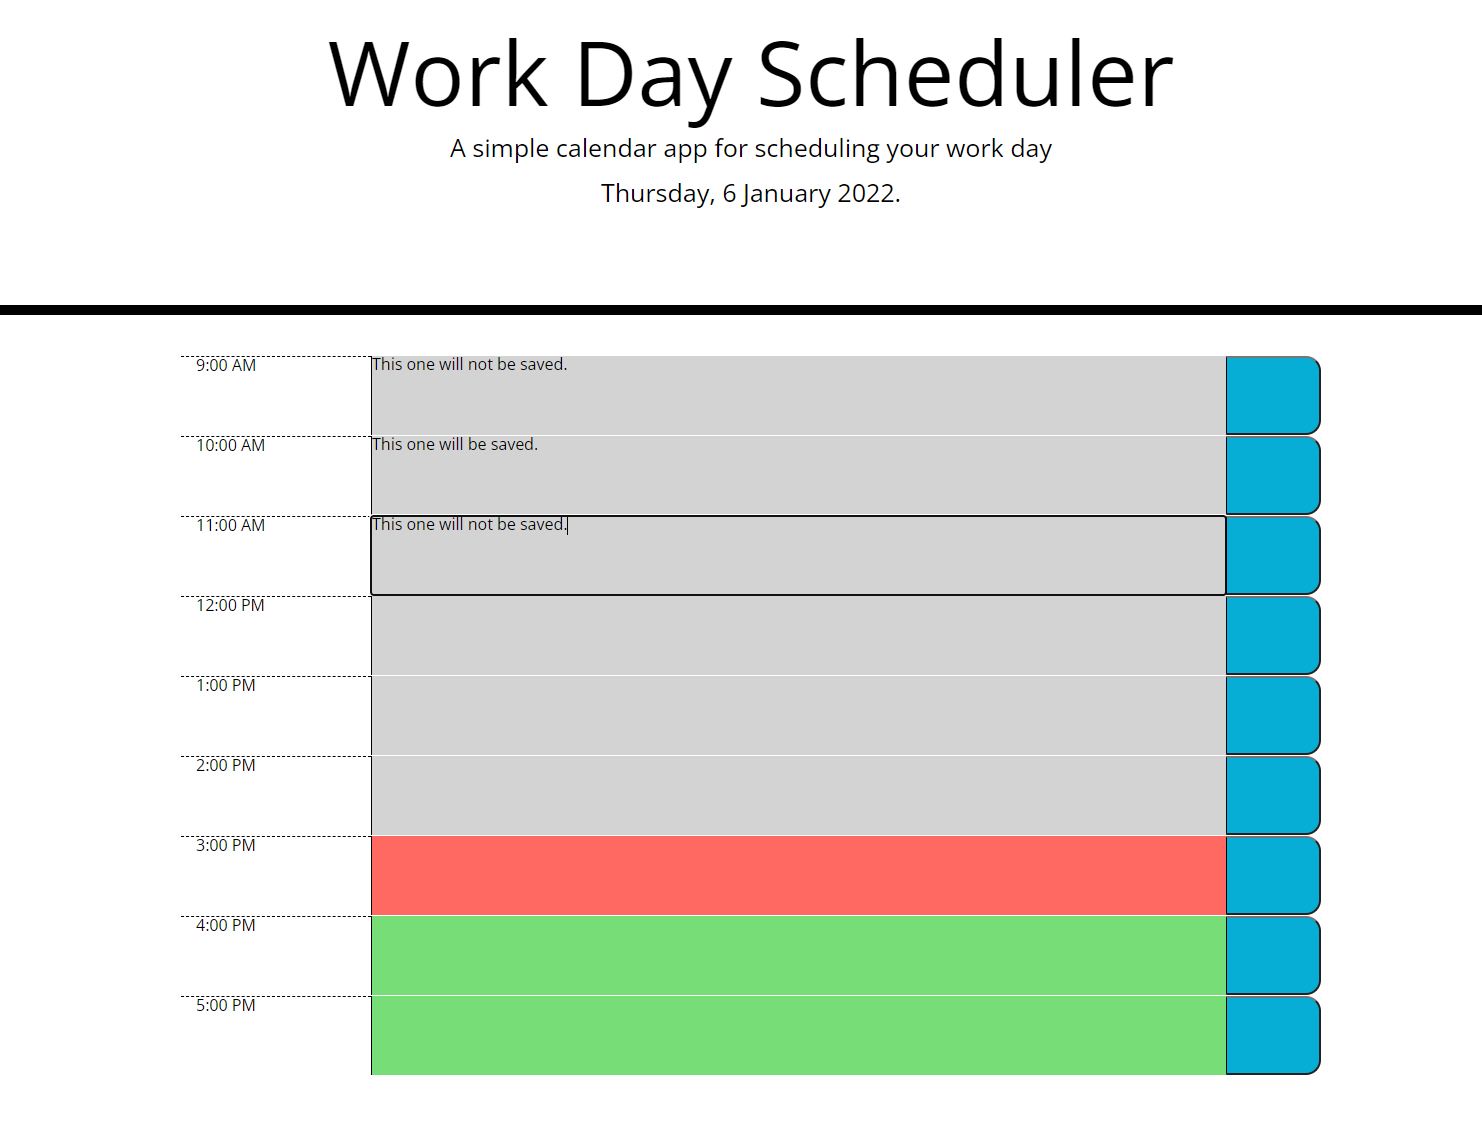 Work Day Scheduler
A simple calendar app for scheduling your work day
Thursday, 6 January 2022.
9:00 AM This one will not be saved.
10:00 AM This one will be saved.
11:00 AM This one will not be saved.
12:00 PM
1:00 PM
2:00 PM
3:00 PM
4:00 PM
5:00 PM